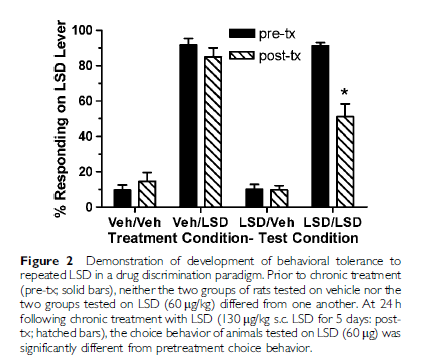 100
80
60
40
20
0
% Responding on LSD Lever
pre-tx
post-tx
*
Veh/Veh Veh/LSD LSD/Veh LSD/LSD
Treatment Condition- Test Condition
Figure 2 Demonstration of development of behavioral tolerance to
repeated LSD in a drug discrimination paradigm. Prior to chronic treatment
(pre-tx; solid bars), neither the two groups of rats tested on vehicle nor the
two groups tested on LSD (60 μg/kg) differed from one another. At 24 h
following chronic treatment with LSD (130 μg/kg s.c. LSD for 5 days: post-
tx; hatched bars), the choice behavior of animals tested on LSD (60 μg) was
significantly different from pretreatment choice behavior.